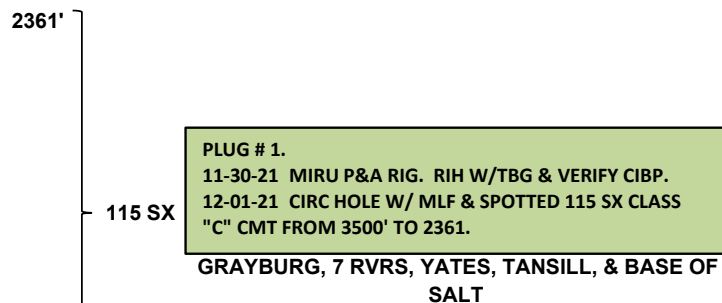 2361'
115 SX
PLUG # 1.
11-30-21 MIRU P&A RIG. RIH W/TBG & VERIFY CIBP.
12-01-21 CIRC HOLE W/ MLF & SPOTTED 115 SX CLASS
"C" CMT FROM 3500' TO 2361.
GRAYBURG, 7 RVRS, YATES, TANSILL, & BASE OF
SALT